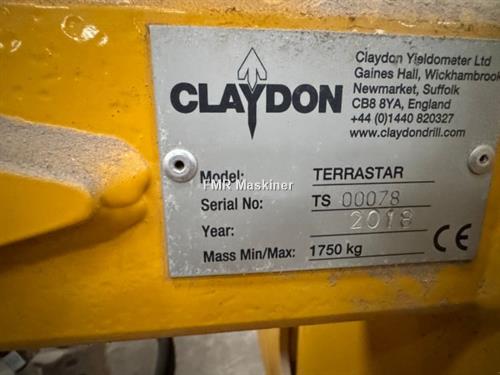 CLAYDON
Claydon Yieldometer Ltd
Gaines Hall, Wickhambrook
Newmarket, Suffolk
CB8 8YA, England
+44 (0)1440 820327
www.claydondrill.com
Model: TERRASTAR
FMR Maskiner
Serial No: TS 00078
Year: 2018
Mass Min/Max: 1750 kg CE